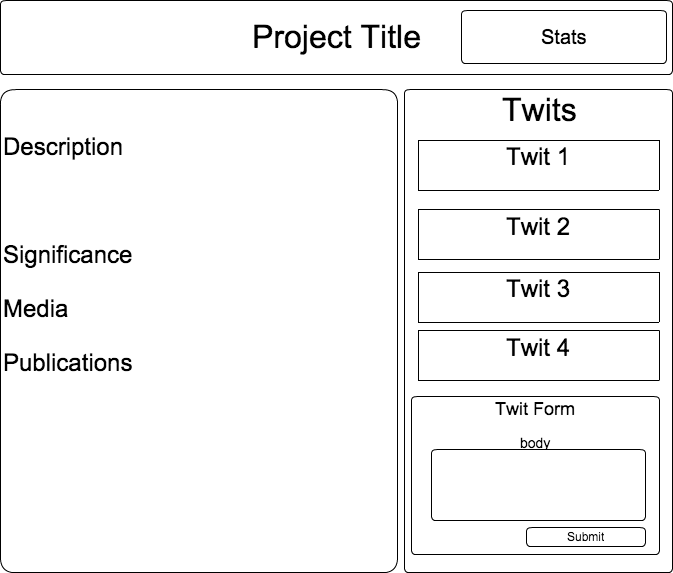 Project Title
Stats
Description
Significance
Media
Publications
Twits
Twit 1
Twit 2
Twit 3
Twit 4
Twit Form
body
Submit